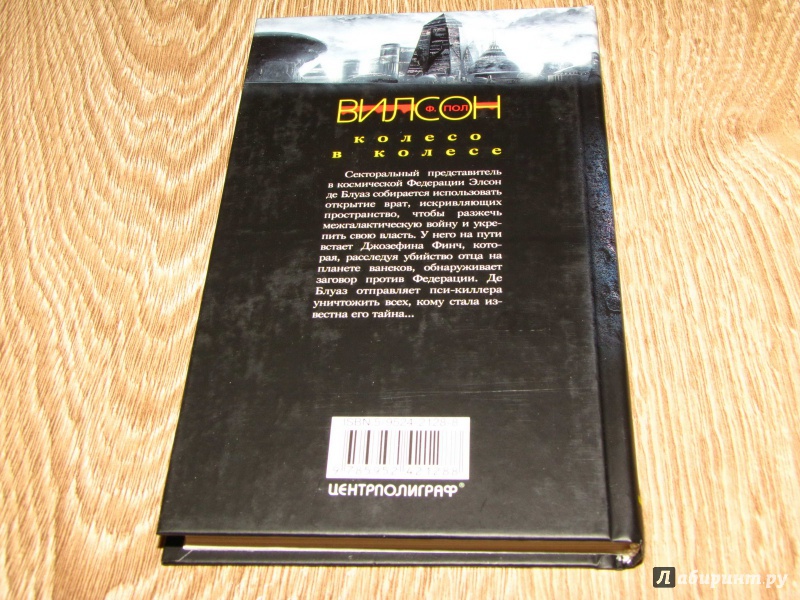 ВИЛСОН
Ф. ПОЛ
КОЛЕСО
В КОЛЕСЕ
Секторальный представитель
в космической Федерации Элсон
де Блуаз собирается использовать
открытие врат, искривляющих
пространство, чтобы разжечь
межгалактическую войну и укре-
пить свою власть. У него на пути
встает Джозефина Финч, кото-
рая, расследуя убийство отца на
планете ванеков, обнаруживает
заговор против Федерации. Де
Блуаз отправляет пси-киллера
уничтожить всех, кому стала из-
вестна его тайна...
ЦЕНТРПОЛИГРАФ®
Лабиринт.ру